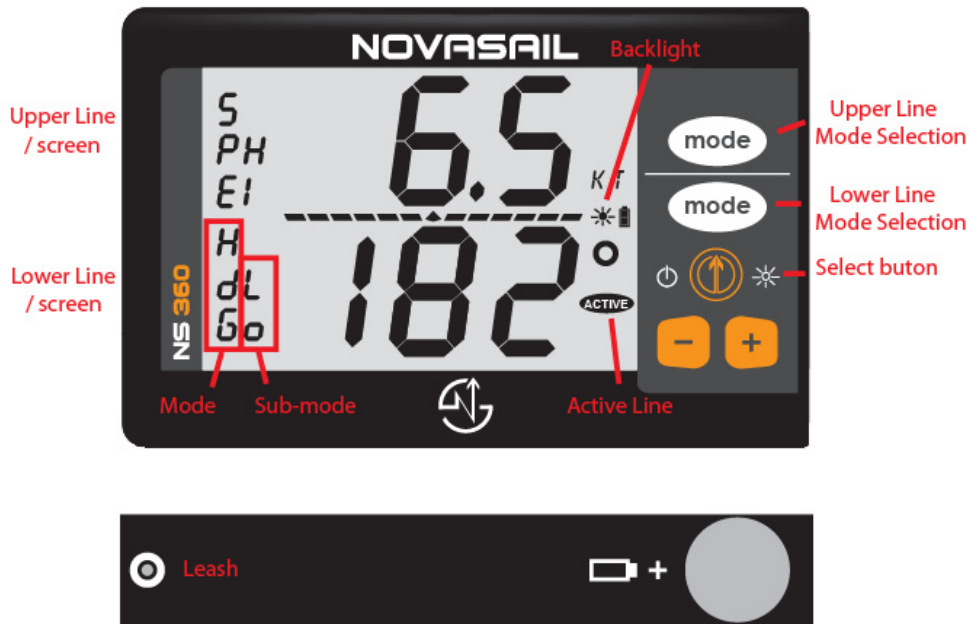 NOVASAIL
Backlight
Upper Line
/ screen
S
PH
EI
6.5
KT
mode
Upper Line
Mode Selection
mode
Lower Line
Mode Selection
Lower Line
/ screen
H
dL
Go
182
ACTIVE
Select buton
NS 360
- +
Mode
Sub-mode
Active Line
Leash
+